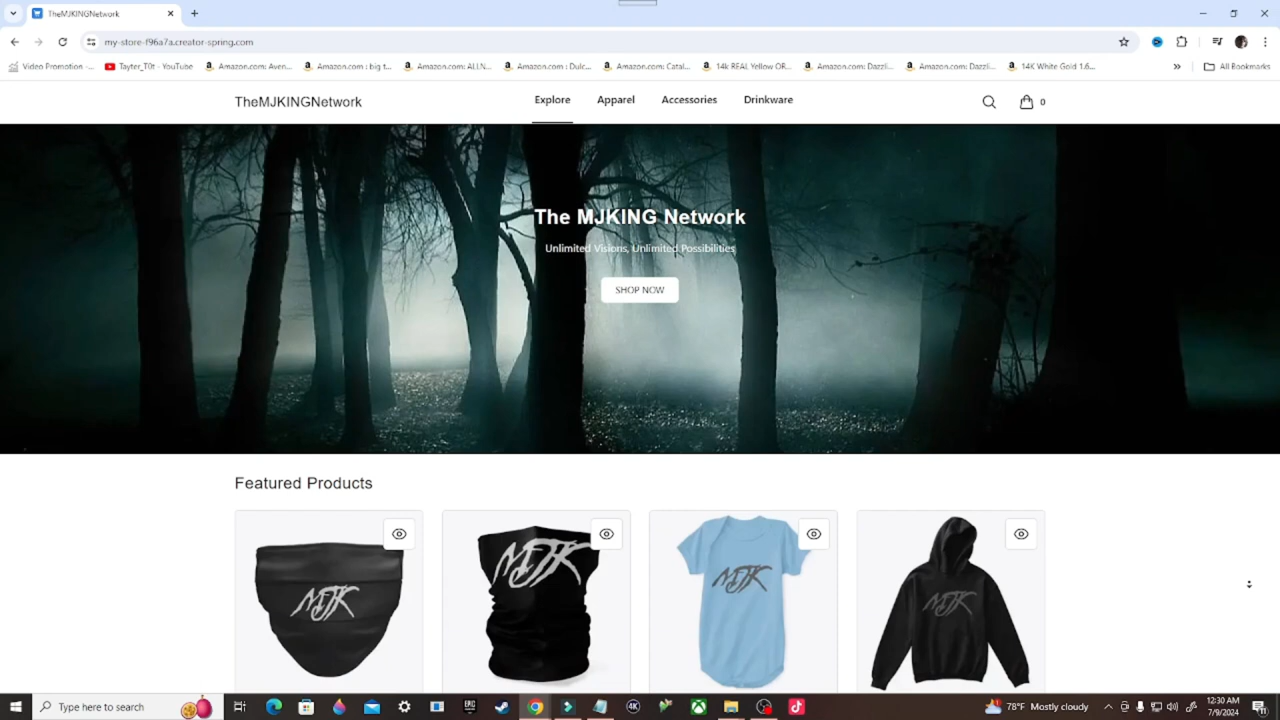 TheMJKINGNetwork
my-store-f96a7a.creator-spring.com
Video Promotion -...
Tayter_T0t - YouTube
Amazon.com: Aven...
Amazon.com : big t...
Amazon.com: ALLN...
Amazon.com : Dulc...
Amazon.com: Catal...
14k REAL Yellow OR...
Amazon.com: Dazzli...
Amazon.com: Dazzli...
14K White Gold 1.6...
»
All Bookmarks
TheMJKINGNetwork
Explore
Apparel
Accessories
Drinkware
0
The MJKING Network
Unlimited Visions, Unlimited Possibilities
SHOP NOW
Featured Products
MJK
MJK
MJK
MJK
Type here to search
EPIC
4K
78°F Mostly cloudy
12:30 AM
7/9/2024